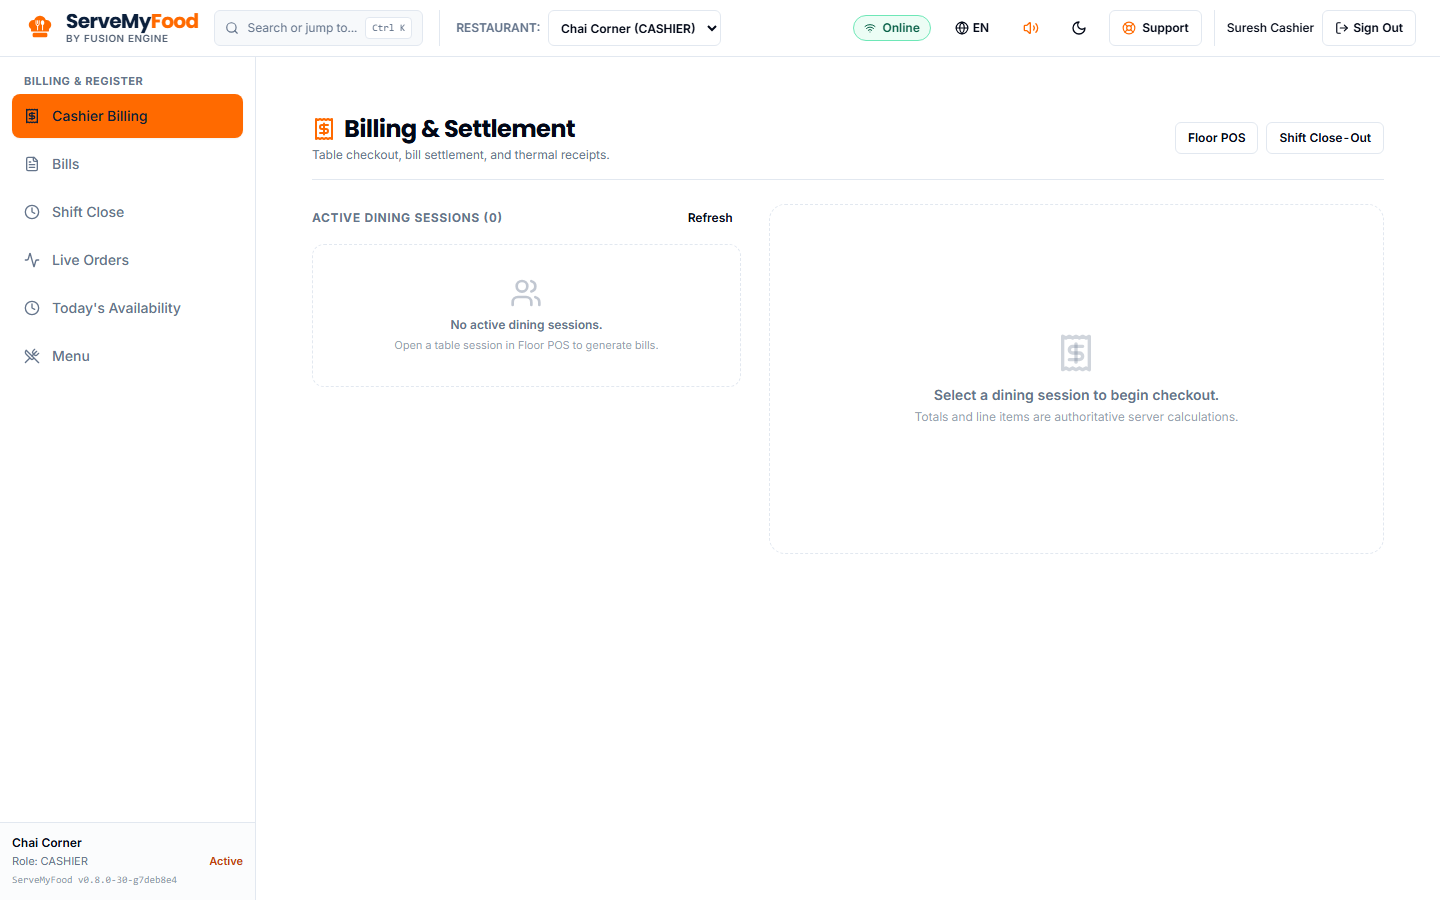 ServeMyFood
BY FUSION ENGINE
Search or jump to... Ctrl K
RESTAURANT: Chai Corner (CASHIER)
Online
EN
Support
Suresh Cashier
Sign Out
BILLING & REGISTER
Cashier Billing
Bills
Shift Close
Live Orders
Today's Availability
Menu
Billing & Settlement
Table checkout, bill settlement, and thermal receipts.
Floor POS
Shift Close-Out
ACTIVE DINING SESSIONS (0)
Refresh
No active dining sessions.
Open a table session in Floor POS to generate bills.
Select a dining session to begin checkout.
Totals and line items are authoritative server calculations.
Chai Corner
Role: CASHIER Active
ServeMyFood v0.8.0-30-g7deb8e4